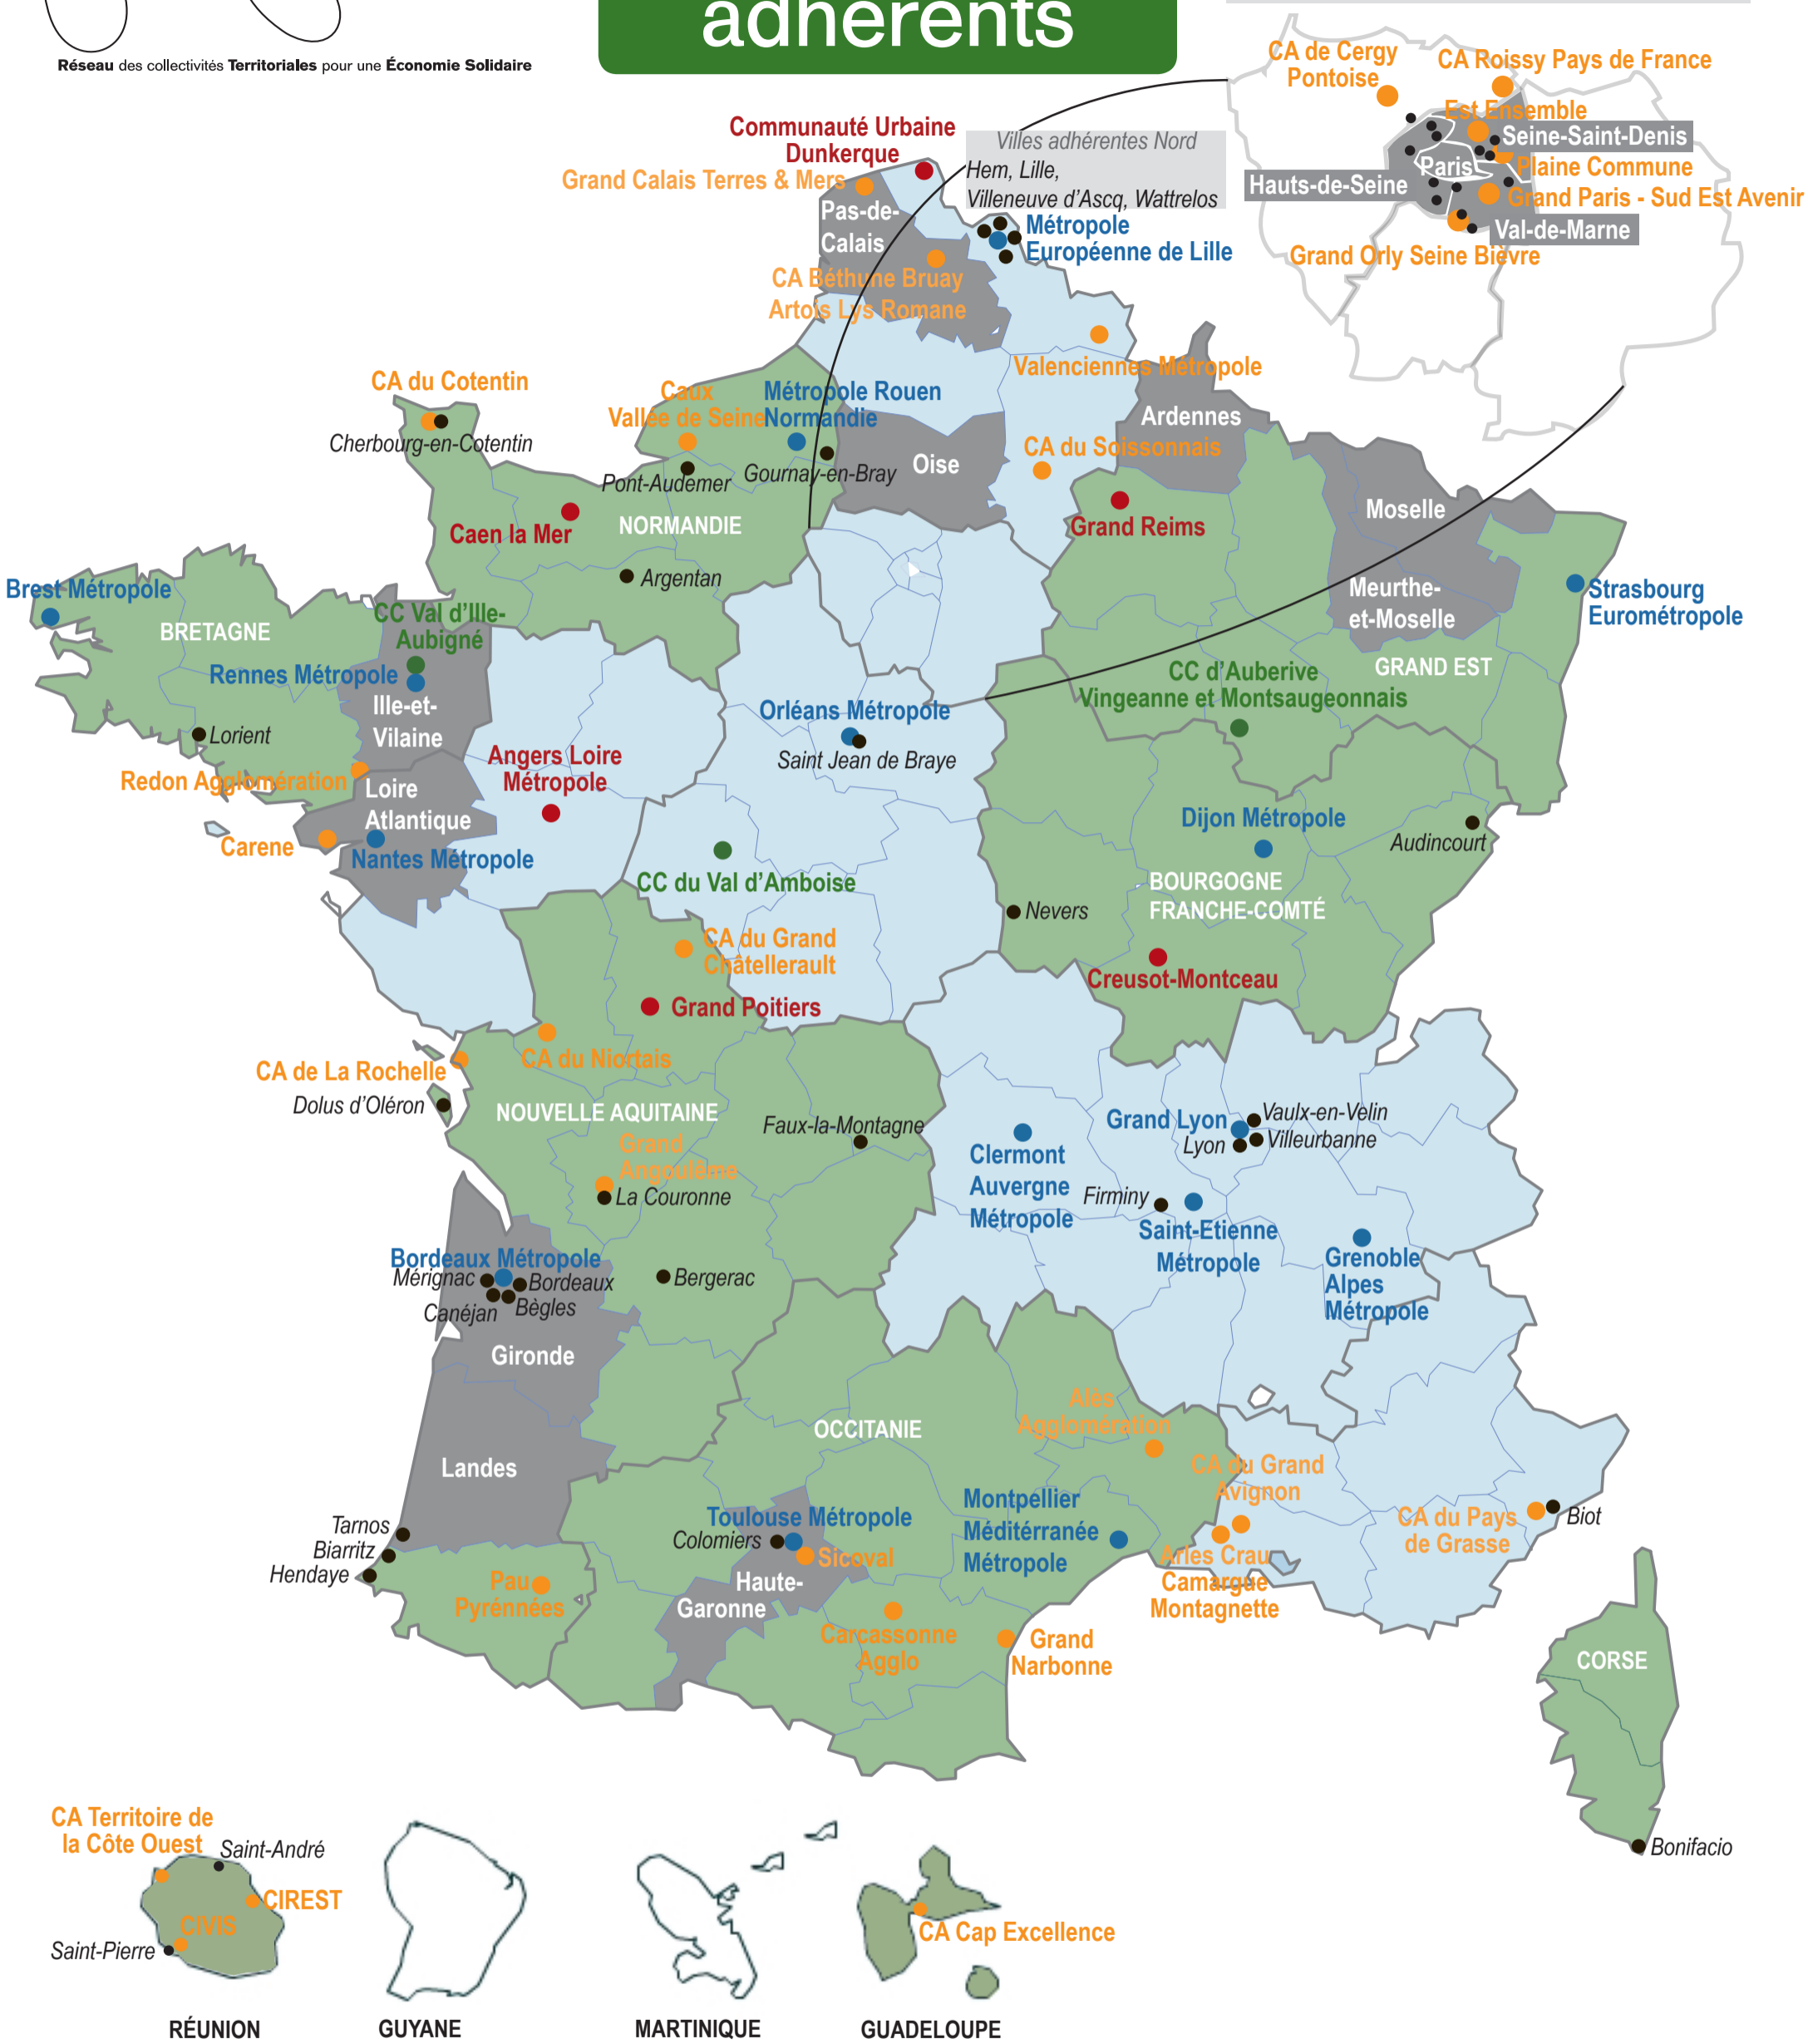 adhérents
Réseau des collectivités Territoriales pour une Économie Solidaire
CA de Cergy
Pontoise
CA Roissy Pays de France
Est Ensemble
Seine-Saint-Denis
Paris
Plaine Commune
Hauts-de-Seine
Grand Paris - Sud Est Avenir
Val-de-Marne
Grand Orly Seine Bièvre
Communauté Urbaine
Dunkerque
Villes adhérentes Nord
Hem, Lille,
Villeneuve d'Ascq, Wattrelos
Grand Calais Terres & Mers
Pas-de-
Calais
Métropole
Européenne de Lille
CA Béthune Bruay
Artois Lys Romane
Valenciennes Métropole
CA du Cotentin
Cherbourg-en-Cotentin
Caux
Vallée de Seine
Métropole Rouen
Normandie
Pont-Audemer
Gournay-en-Bray
Oise
Ardennes
CA du Soissonnais
Caen la Mer
NORMANDIE
Grand Reims
Moselle
Argentan
Meurthe-
et-Moselle
Strasbourg
Eurométropole
Brest Métropole
BRETAGNE
CC Val d'Ille-
Aubigné
Rennes Métropole
Ille-et-
Vilaine
Lorient
GRAND EST
CC d'Auberive
Vingeanne et Montsaugeonnais
Orléans Métropole
Saint Jean de Braye
Angers Loire
Métropole
Redon Agglomération
Loire
Atlantique
Carene
Nantes Métropole
CC du Val d'Amboise
Dijon Métropole
Audincourt
BOURGOGNE
FRANCHE-COMTÉ
Nevers
Creusot-Montceau
CA du Grand
Châtellerault
Grand Poitiers
CA du Niortais
CA de La Rochelle
Dolus d'Oléron
NOUVELLE AQUITAINE
Faux-la-Montagne
Grand
Angoulême
La Couronne
Clermont
Auvergne
Métropole
Grand Lyon
Vaulx-en-Velin
Lyon
Villeurbanne
Firminy
Saint-Etienne
Métropole
Grenoble
Alpes
Métropole
Bordeaux Métropole
Mérignac
Bordeaux
Canéjan
Bègles
Bergerac
Gironde
Landes
OCCITANIE
Alès
Agglomération
CA du Grand
Avignon
Montpellier
Méditérranée
Métropole
Toulouse Métropole
Colomiers
Sicoval
Haute-
Garonne
Arles Crau
Camargue
Montagnette
CA du Pays
de Grasse
Biot
Tarnos
Biarritz
Hendaye
Pau
Pyrénnées
Carcassonne
Agglo
Grand
Narbonne
CORSE
Bonifacio
CA Territoire de
la Côte Ouest
Saint-André
CIREST
CIVIS
Saint-Pierre
CA Cap Excellence
RÉUNION
GUYANE
MARTINIQUE
GUADELOUPE